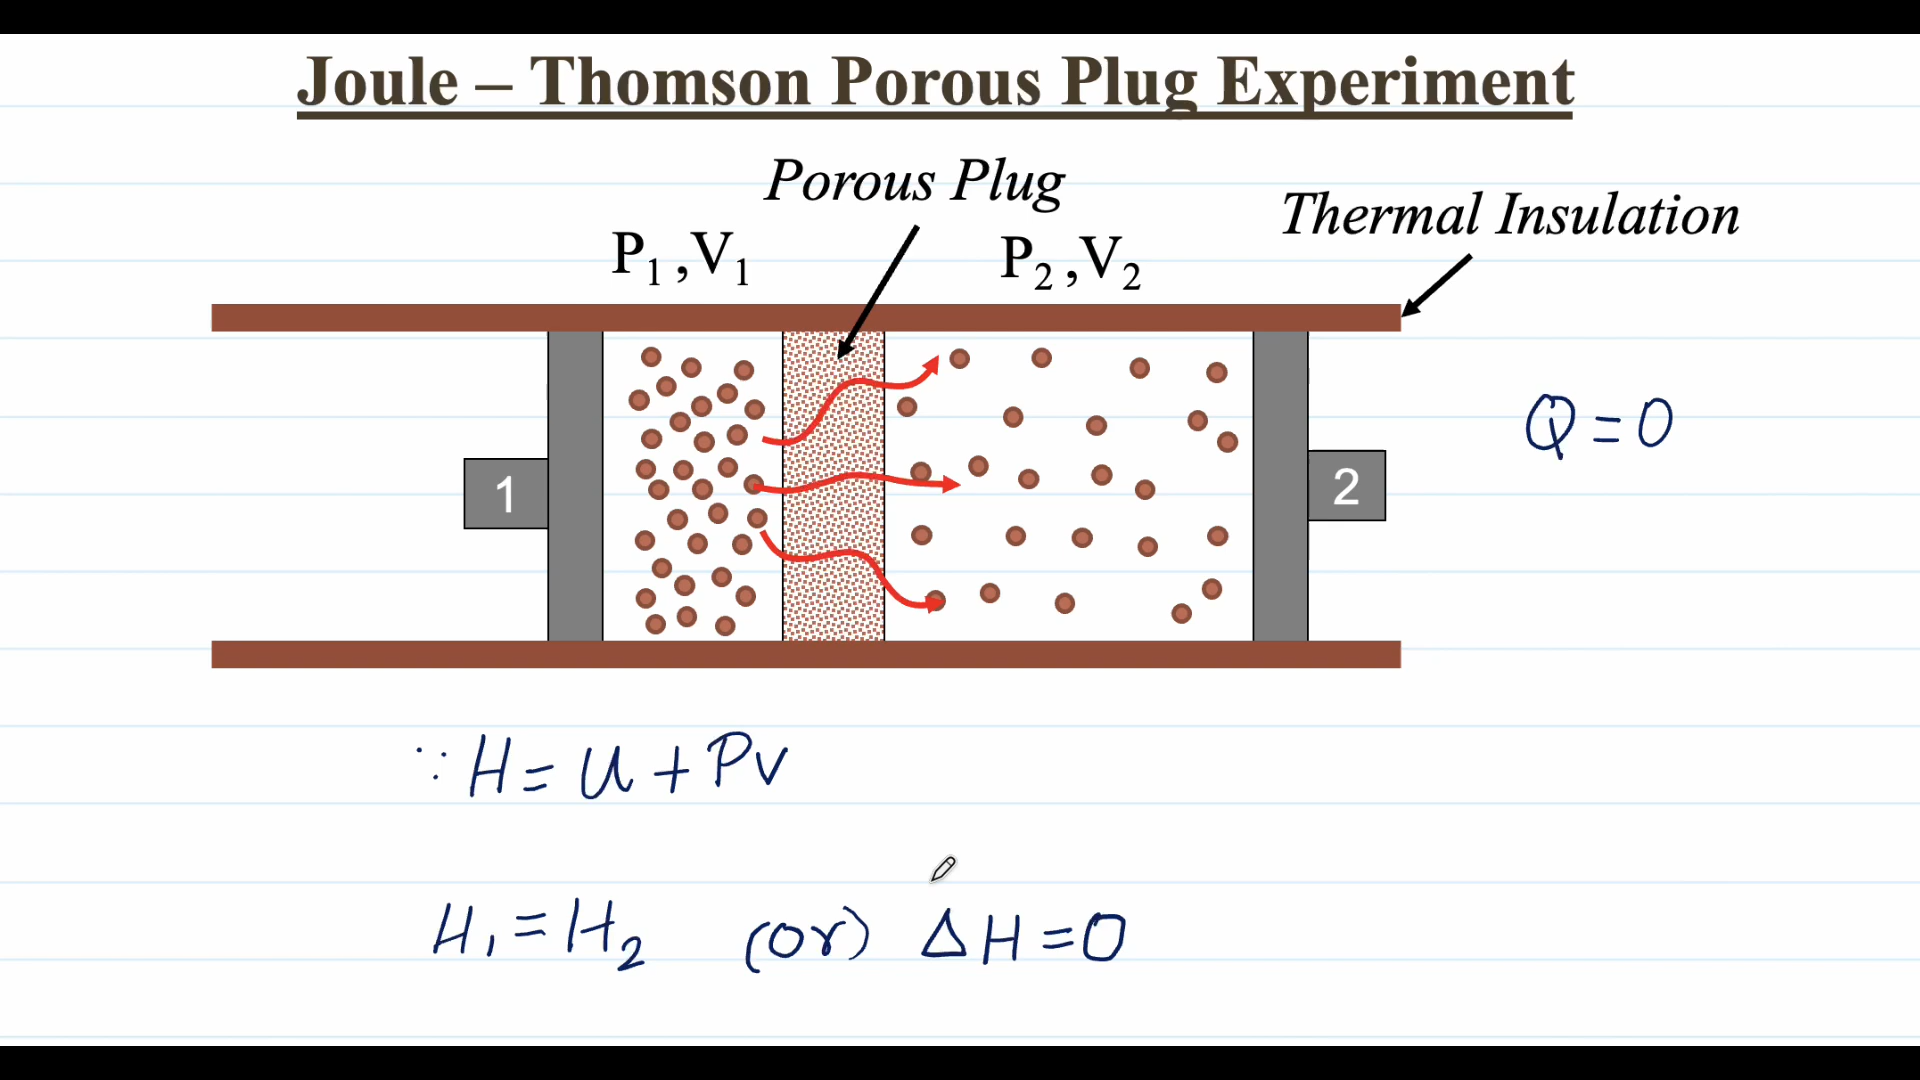 Joule – Thomson Porous Plug Experiment
Porous Plug
Thermal Insulation
P₁ ,V₁
P₂ ,V₂
Q = 0
1
2
∵ H = U + PV
H₁ = H₂ (or) ΔH = 0